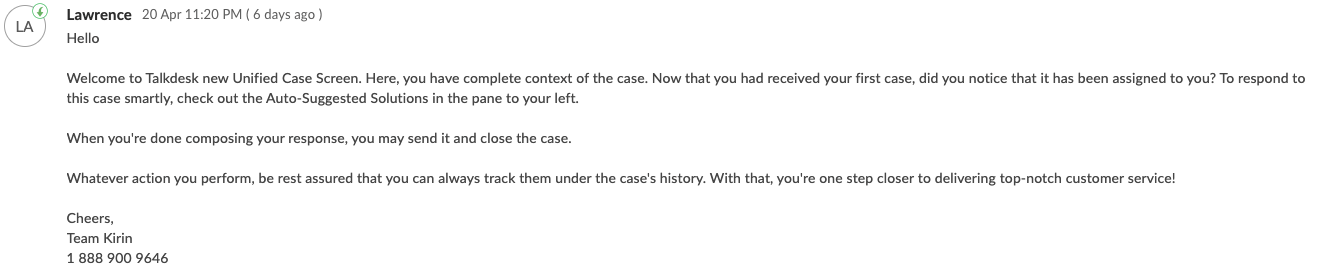 LA
Lawrence 20 Apr 11:20 PM ( 6 days ago )
Hello
Welcome to Talkdesk new Unified Case Screen. Here, you have complete context of the case. Now that you had received your first case, did you notice that it has been assigned to you? To respond to
this case smartly, check out the Auto-Suggested Solutions in the pane to your left.
When you're done composing your response, you may send it and close the case.
Whatever action you perform, be rest assured that you can always track them under the case's history. With that, you're one step closer to delivering top-notch customer service!
Cheers,
Team Kirin
1 888 900 9646